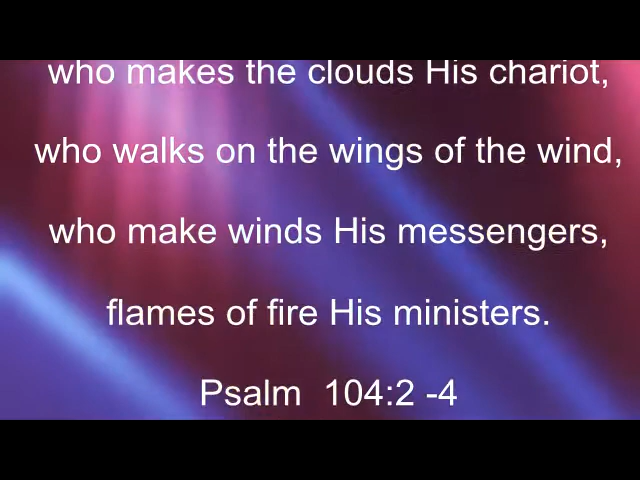 who makes the clouds His chariot,
who walks on the wings of the wind,
who make winds His messengers,
flames of fire His ministers.
Psalm  104:2 -4